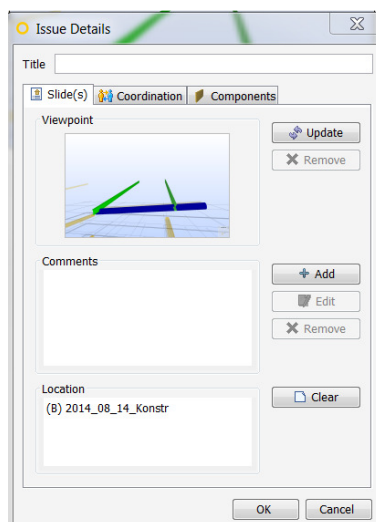 Issue Details
Title
Slide(s) Coordination Components
Viewpoint
Update
Remove
Comments
Add
Edit
Remove
Location
(B) 2014_08_14_Konstr
Clear
OK Cancel